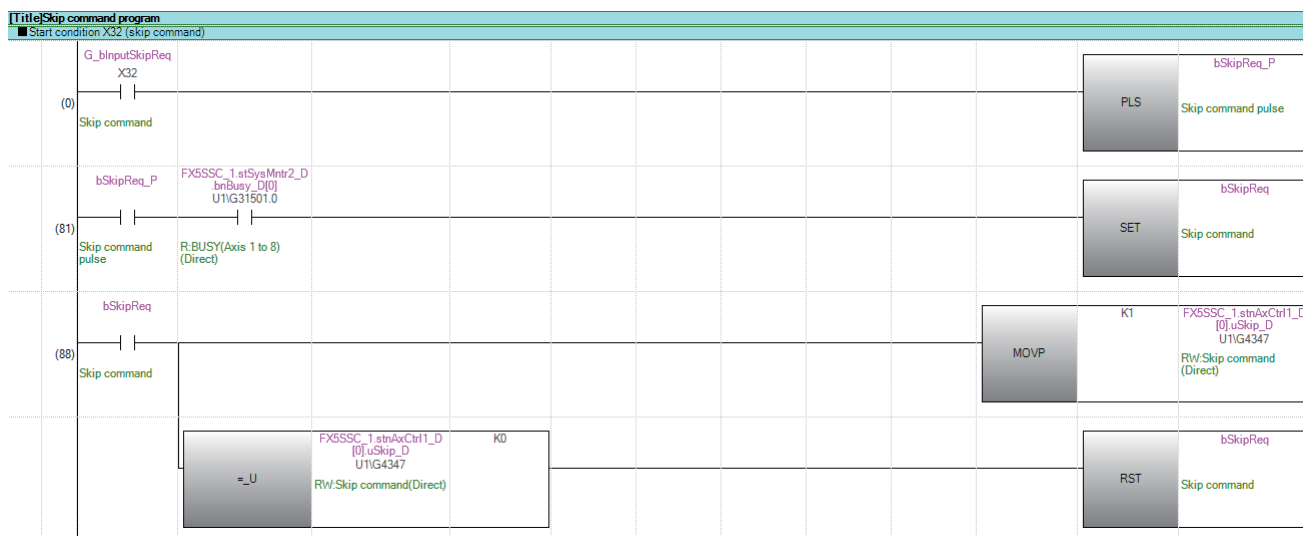 [Title]Skip command program
■Start condition X32 (skip command)
G_bInputSkipReq
X32
(0)
Skip command
PLS
bSkipReq_P
Skip command pulse
bSkipReq_P
FX5SSC_1.stSysMntr2_D
.bnBusy_D[0]
U1\G31501.0
(81)
Skip command
pulse
R:BUSY(Axis 1 to 8)
(Direct)
SET
bSkipReq
Skip command
bSkipReq
(88)
Skip command
MOVP
K1
FX5SSC_1.stnAxCtrl1_D
[0].uSkip_D
U1\G4347
RW:Skip command
(Direct)
=_U
FX5SSC_1.stnAxCtrl1_D
[0].uSkip_D
U1\G4347
RW:Skip command(Direct)
K0
RST
bSkipReq
Skip command